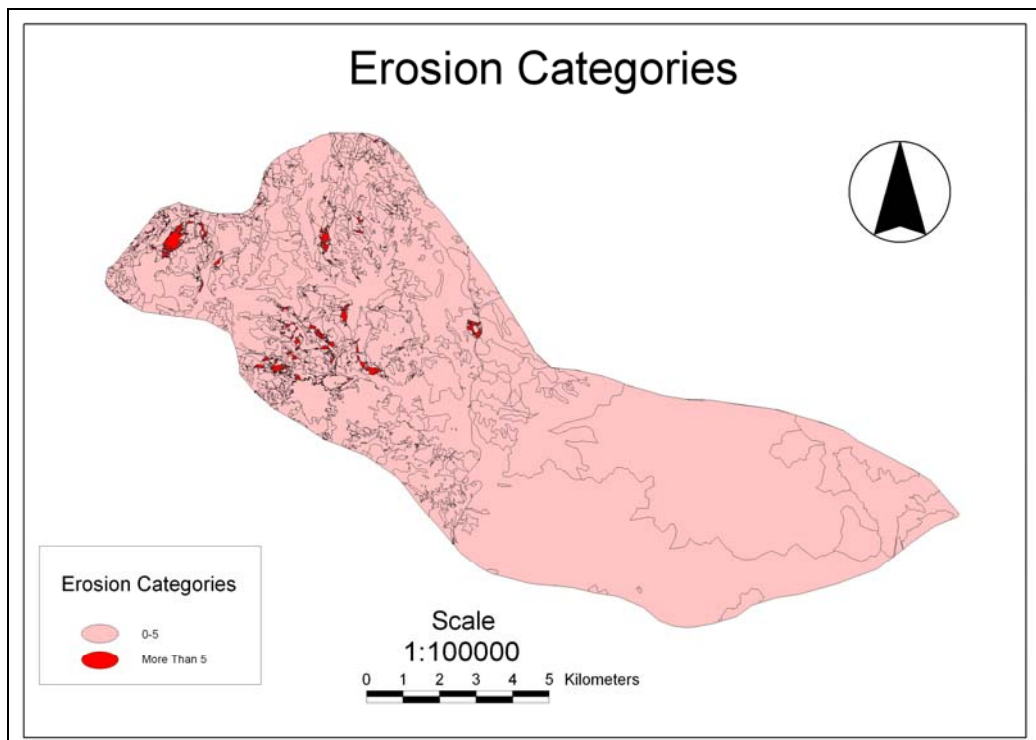 Erosion Categories
Erosion Categories
0-5
More Than 5
Scale
1:100000
0 1 2 3 4 5 Kilometers